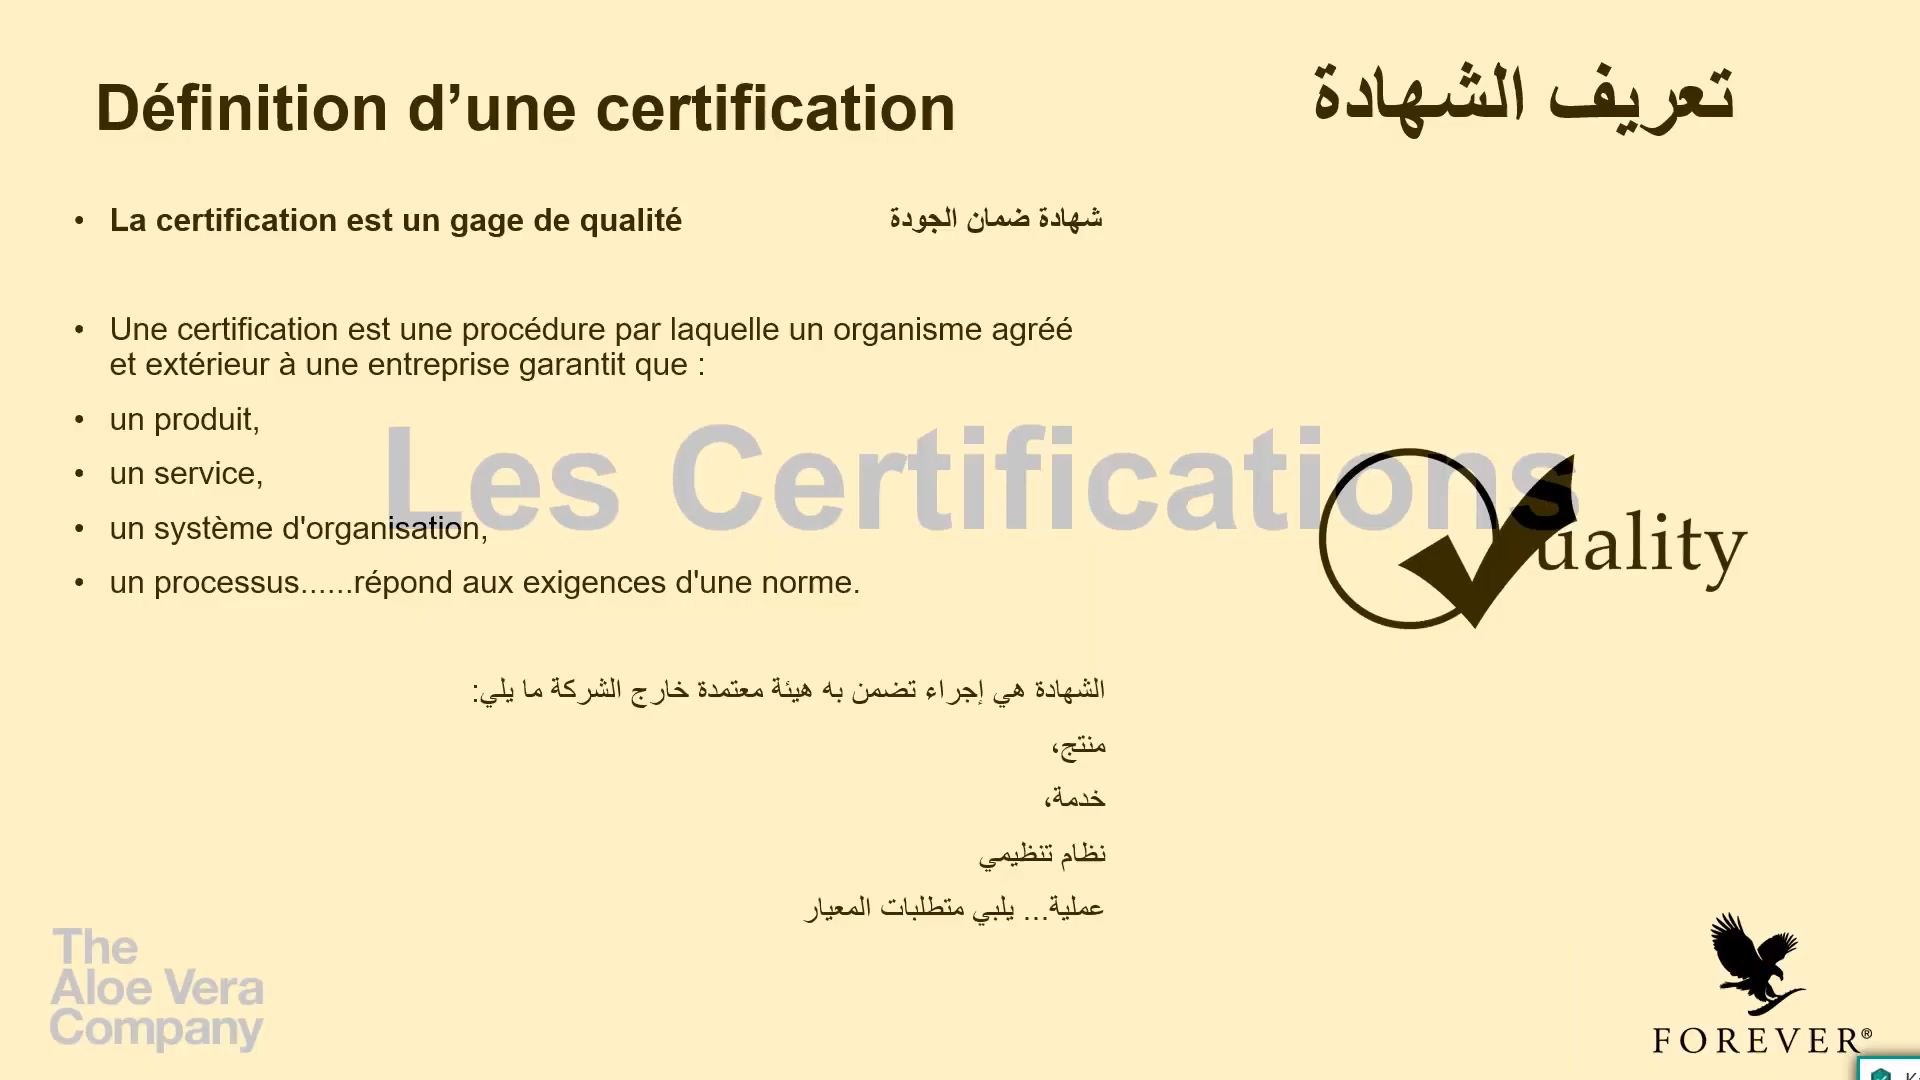 Définition d’une certification
تعريف الشهادة
• La certification est un gage de qualité
شهادة ضمان الجودة
• Une certification est une procédure par laquelle un organisme agréé
et extérieur à une entreprise garantit que :
• un produit,
• un service,
• un système d'organisation,
• un processus......répond aux exigences d'une norme.
Les Certifications
Quality
الشهادة هي إجراء تضمن به هيئة معتمدة خارج الشركة ما يلي:
منتج،
خدمة،
نظام تنظيمي
عملية... يلبي متطلبات المعيار
The
Aloe Vera
Company
FOREVER®